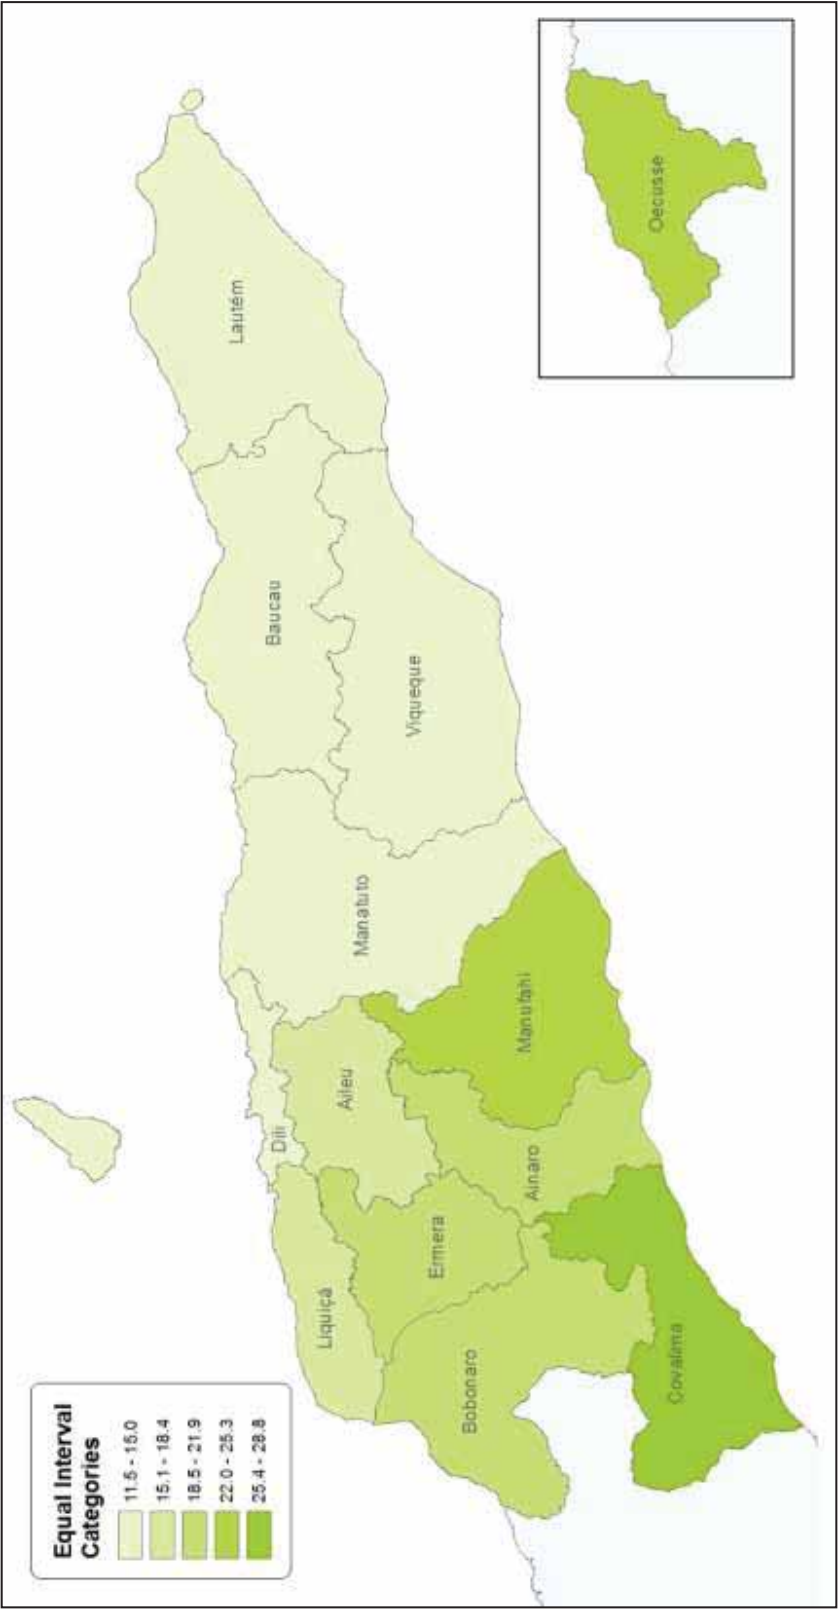 Equal Interval
Categories
11.5 - 15.0
15.1 - 18.4
18.5 - 21.9
22.0 - 25.3
25.4 - 28.8
Liquiçá
Dili
Baucau
Lautém
Aileu
Manatuto
Viqueque
Bobonaro
Ermera
Ainaro
Manufahi
Covalima
Oecusse